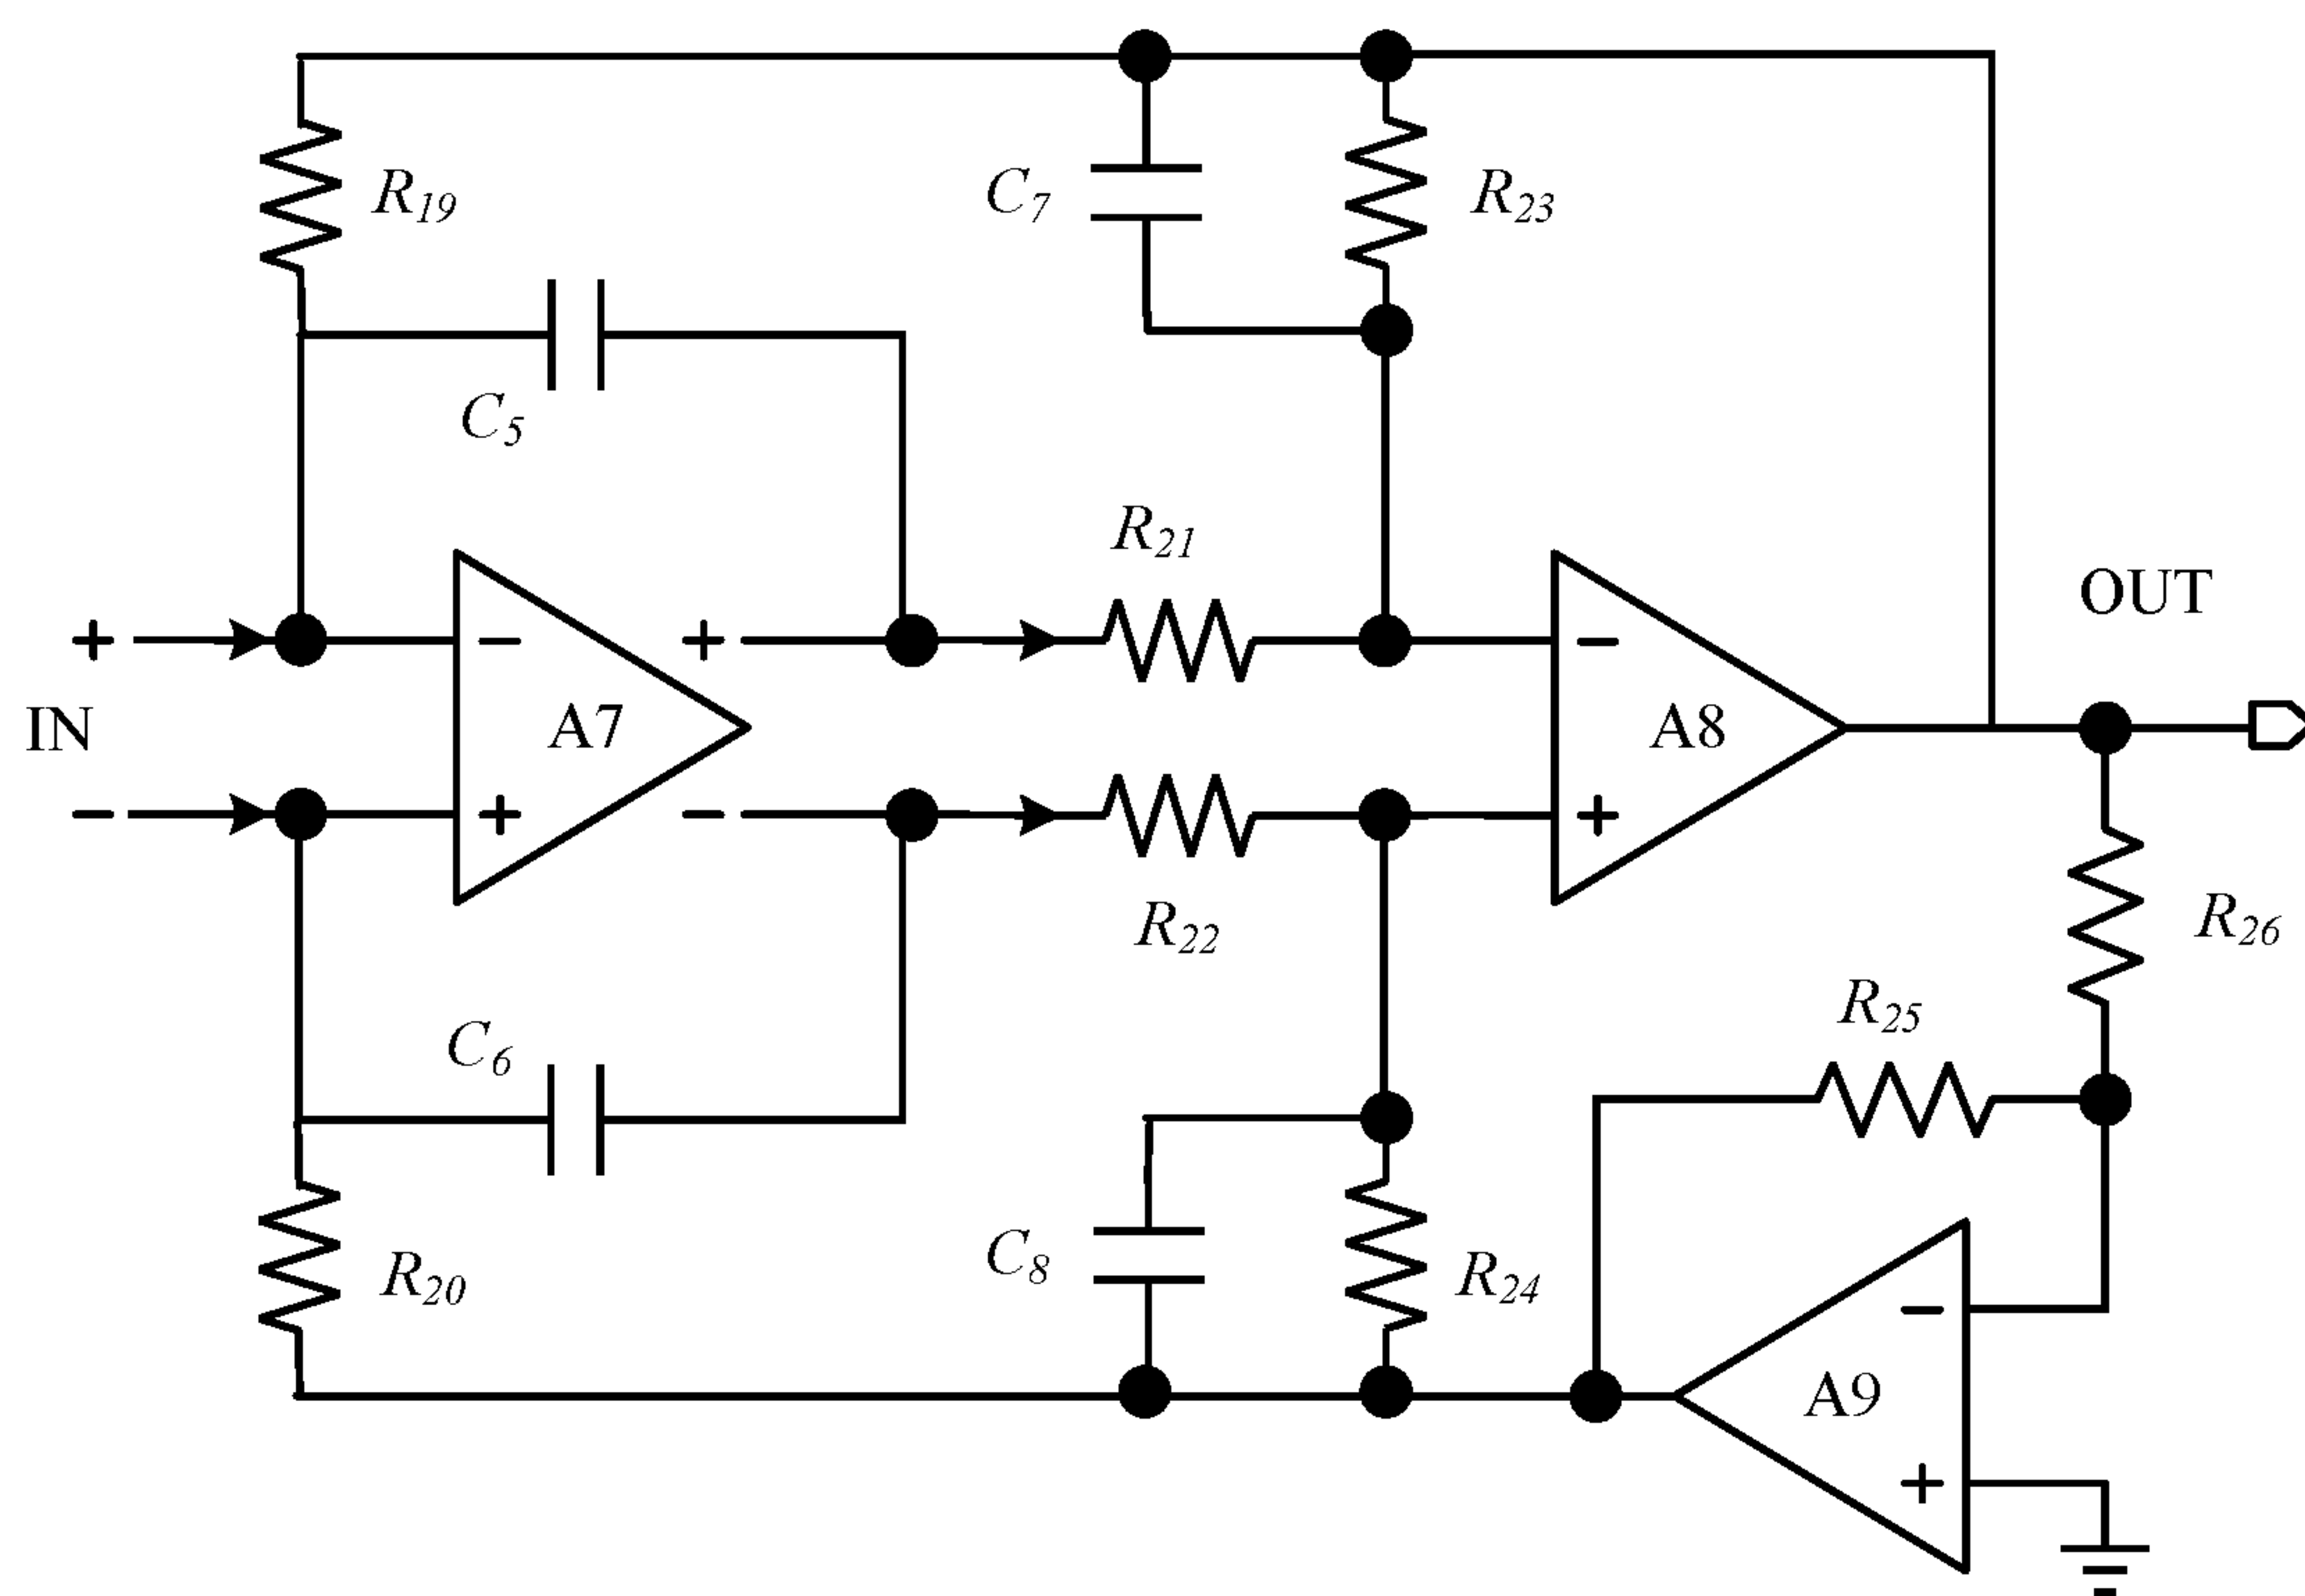 R19
C7
R23
C5
R21
OUT
+
−
+
−
IN
A7
A8
−
+
−
+
R22
R26
R25
C6
C8
R20
R24
−
A9
+